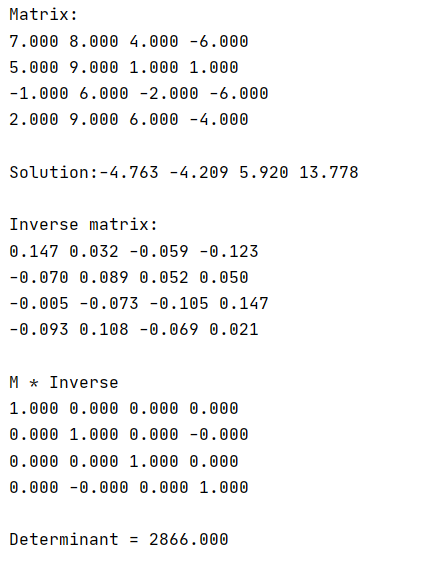 Matrix:
7.000 8.000 4.000 -6.000
5.000 9.000 1.000 1.000
-1.000 6.000 -2.000 -6.000
2.000 9.000 6.000 -4.000
Solution:-4.763 -4.209 5.920 13.778
Inverse matrix:
0.147 0.032 -0.059 -0.123
-0.070 0.089 0.052 0.050
-0.005 -0.073 -0.105 0.147
-0.093 0.108 -0.069 0.021
M * Inverse
1.000 0.000 0.000 0.000
0.000 1.000 0.000 -0.000
0.000 0.000 1.000 0.000
0.000 -0.000 0.000 1.000
Determinant = 2866.000